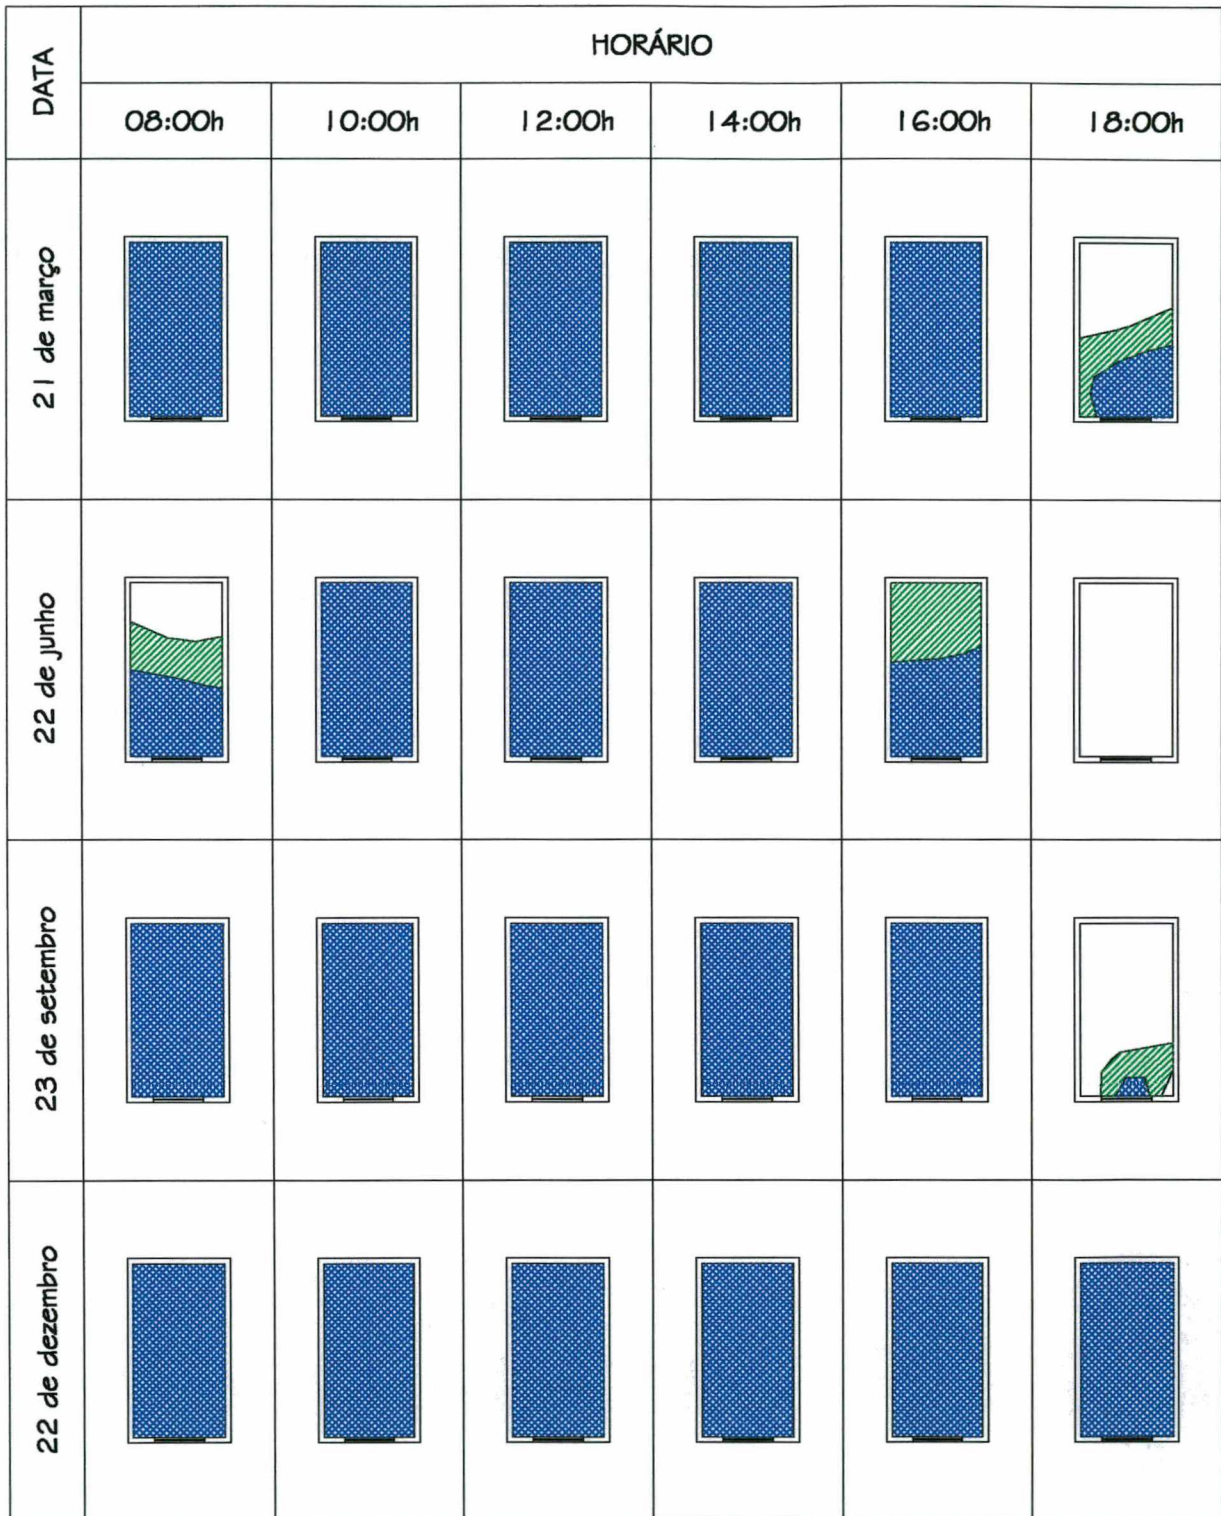 DATA
HORÁRIO
08:00h 10:00h 12:00h 14:00h 16:00h 18:00h
21 de março
22 de junho
23 de setembro
22 de dezembro